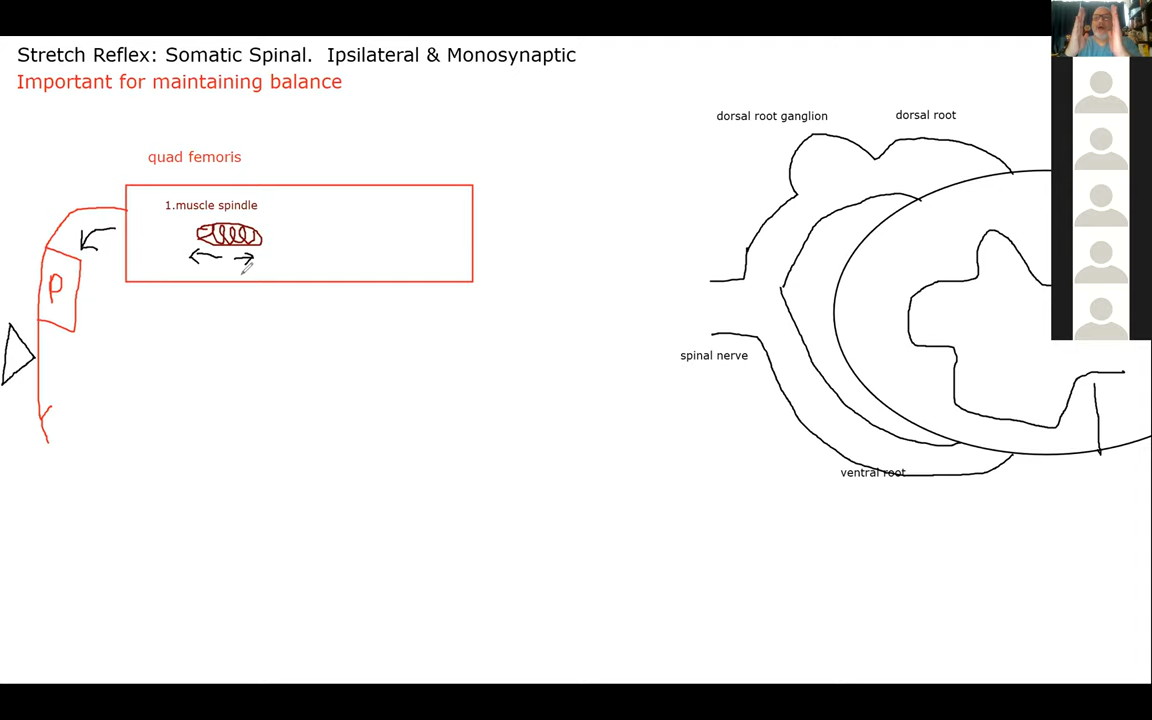 Stretch Reflex: Somatic Spinal.  Ipsilateral & Monosynaptic
Important for maintaining balance
dorsal root ganglion
dorsal root
quad femoris
1.muscle spindle
P
spinal nerve
ventral root